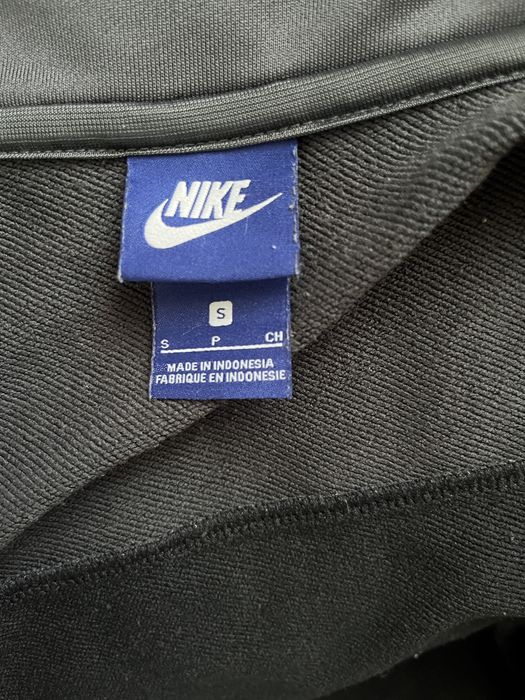 NIKE
S
S P CH
MADE IN INDONESIA
FABRIQUE EN INDONESIE